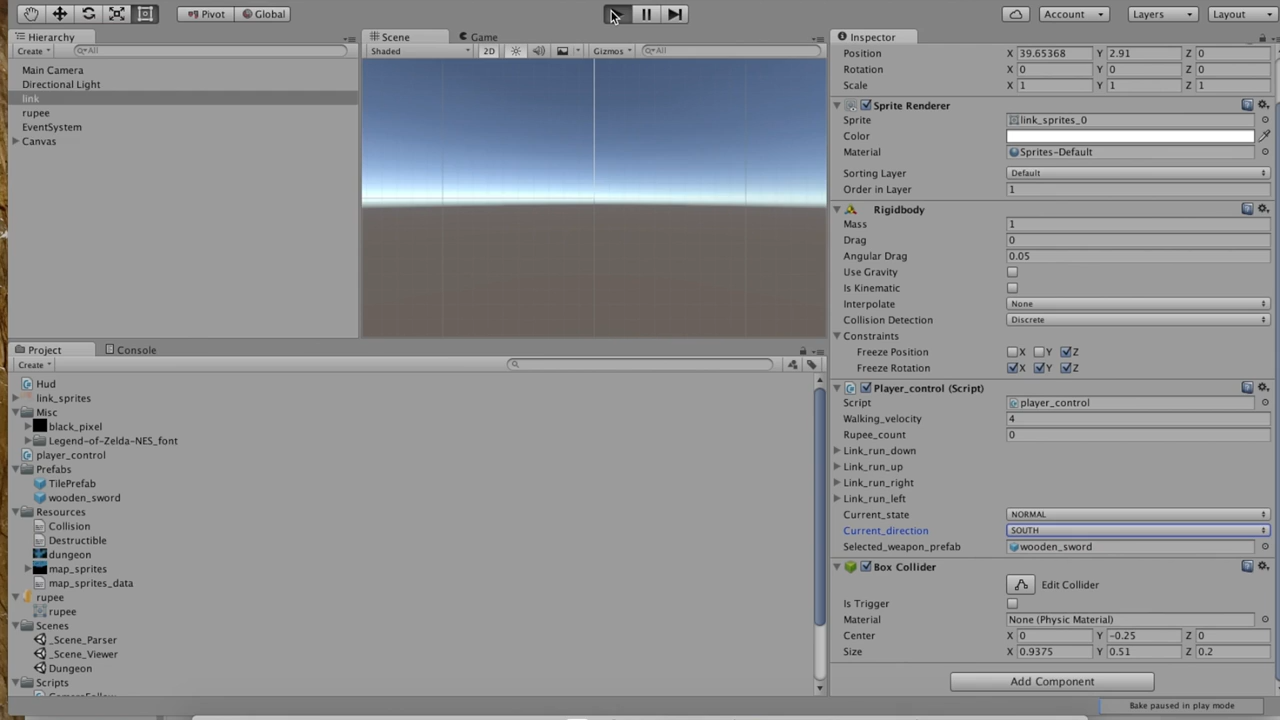 Pivot Global Account Layers Layout
Hierarchy
Create All
Main Camera
Directional Light
link
rupee
EventSystem
Canvas
Scene Game
Shaded 2D Gizmos All
Inspector
Position X 39.65368 Y 2.91 Z 0
Rotation X 0 Y 0 Z 0
Scale X 1 Y 1 Z 1
Sprite Renderer
Sprite link_sprites_0
Color
Material Sprites-Default
Sorting Layer Default
Order in Layer 1
Rigidbody
Mass 1
Drag 0
Angular Drag 0.05
Use Gravity
Is Kinematic
Interpolate None
Collision Detection Discrete
Constraints
Freeze Position X Y Z
Freeze Rotation X Y Z
Player_control (Script)
Script player_control
Walking_velocity 4
Rupee_count 0
Link_run_down
Link_run_up
Link_run_right
Link_run_left
Current_state NORMAL
Current_direction SOUTH
Selected_weapon_prefab wooden_sword
Box Collider
Edit Collider
Is Trigger
Material None (Physic Material)
Center X 0 Y -0.25 Z 0
Size X 0.9375 Y 0.51 Z 0.2
Add Component
Bake paused in play mode
Project Console
Create
Hud
link_sprites
Misc
black_pixel
Legend-of-Zelda-NES_font
player_control
Prefabs
TilePrefab
wooden_sword
Resources
Collision
Destructible
dungeon
map_sprites
map_sprites_data
rupee
rupee
Scenes
_Scene_Parser
_Scene_Viewer
Dungeon
Scripts